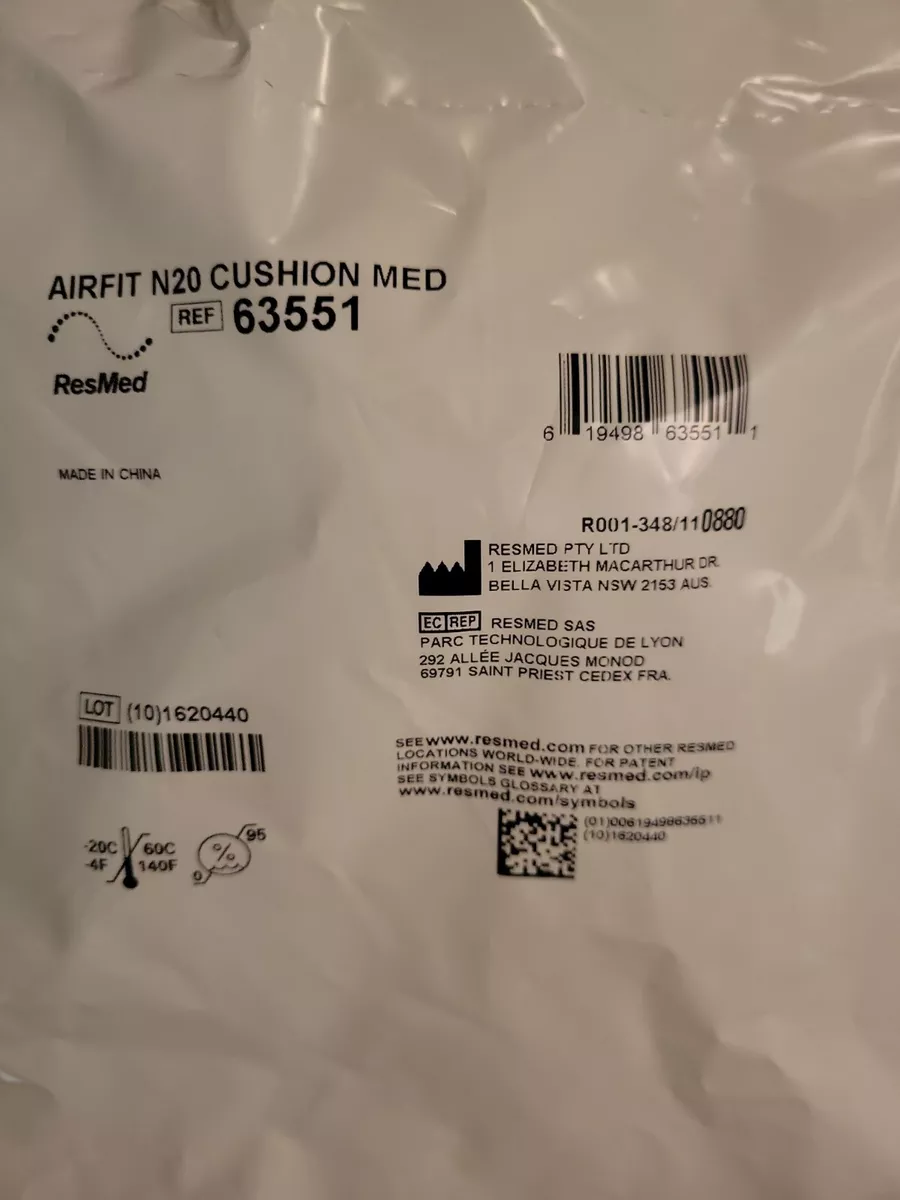 AIRFIT N20 CUSHION MED
REF 63551
ResMed
6 19498 63551 1
MADE IN CHINA
R001-348/11 0880
RESMED PTY LTD
1 ELIZABETH MACARTHUR DR.
BELLA VISTA NSW 2153 AUS.
EC REP RESMED SAS
PARC TECHNOLOGIQUE DE LYON
292 ALLÉE JACQUES MONOD
69791 SAINT PRIEST CEDEX FRA.
LOT (10)1620440
SEE www.resmed.com FOR OTHER RESMED
LOCATIONS WORLD-WIDE. FOR PATENT
INFORMATION SEE www.resmed.com/ip
SEE SYMBOLS GLOSSARY AT
www.resmed.com/symbols
(10)1620440
-20C 60C
-4F 140F
% 95
0